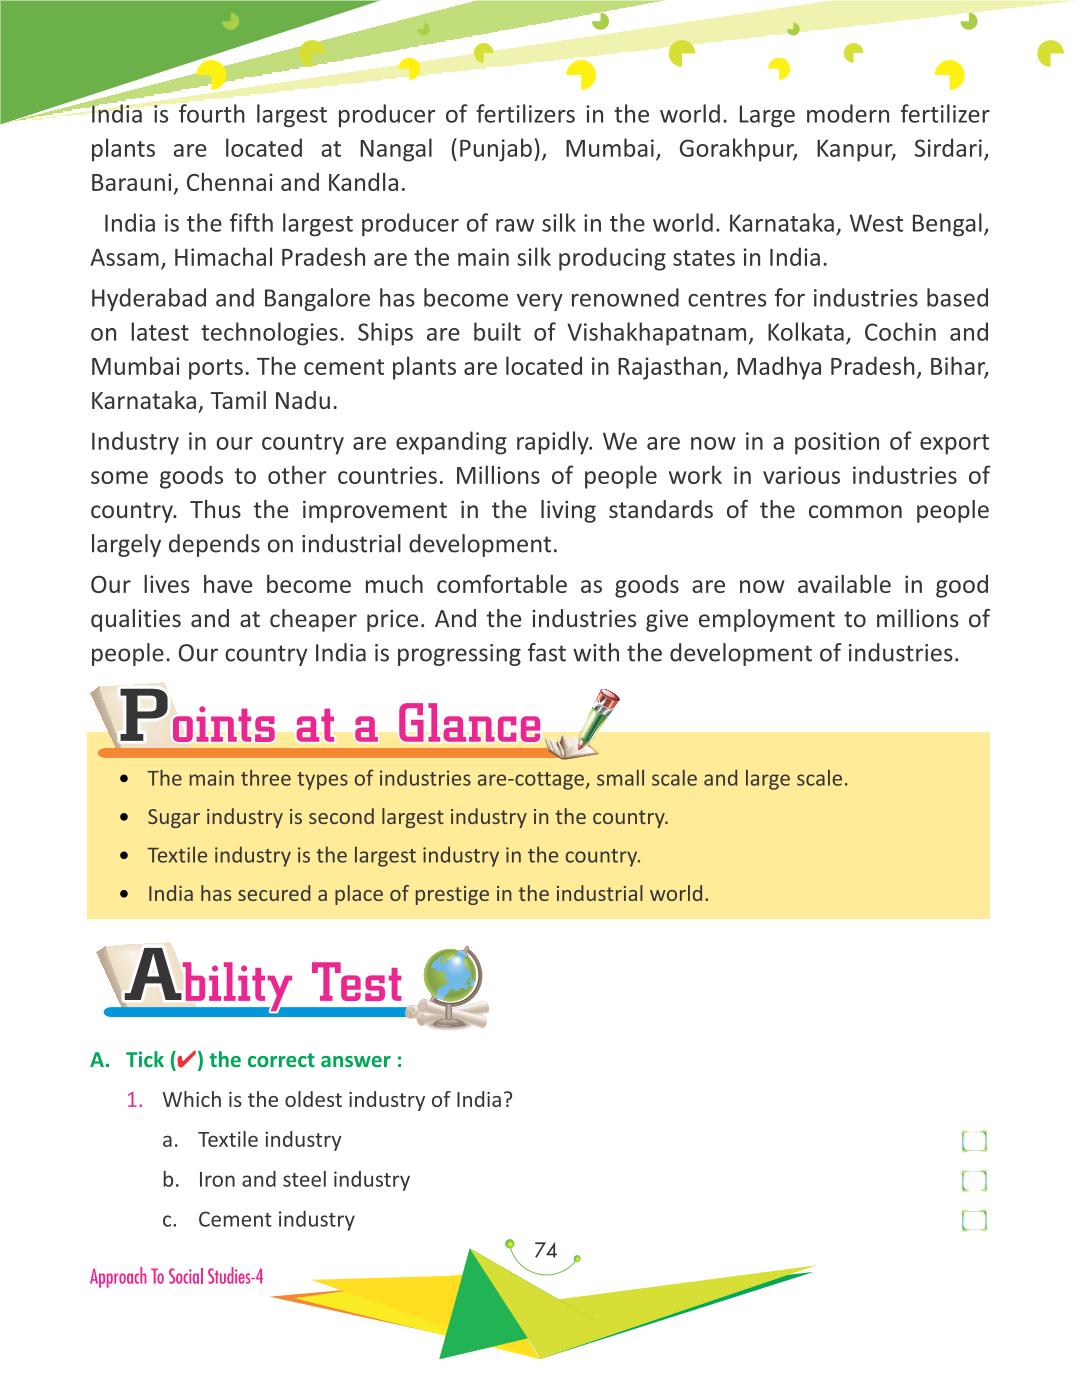 India is fourth largest producer of fertilizers in the world. Large modern fertilizer
plants are located at Nangal (Punjab), Mumbai, Gorakhpur, Kanpur, Sirdari,
Barauni, Chennai and Kandla.
India is the fifth largest producer of raw silk in the world. Karnataka, West Bengal,
Assam, Himachal Pradesh are the main silk producing states in India.
Hyderabad and Bangalore has become very renowned centres for industries based
on latest technologies. Ships are built of Vishakhapatnam, Kolkata, Cochin and
Mumbai ports. The cement plants are located in Rajasthan, Madhya Pradesh, Bihar,
Karnataka, Tamil Nadu.
Industry in our country are expanding rapidly. We are now in a position of export
some goods to other countries. Millions of people work in various industries of
country. Thus the improvement in the living standards of the common people
largely depends on industrial development.
Our lives have become much comfortable as goods are now available in good
qualities and at cheaper price. And the industries give employment to millions of
people. Our country India is progressing fast with the development of industries.
Points at a Glance
• The main three types of industries are-cottage, small scale and large scale.
• Sugar industry is second largest industry in the country.
• Textile industry is the largest industry in the country.
• India has secured a place of prestige in the industrial world.
Ability Test
A. Tick (✔) the correct answer :
1. Which is the oldest industry of India?
a. Textile industry
b. Iron and steel industry
c. Cement industry
74
Approach To Social Studies-4